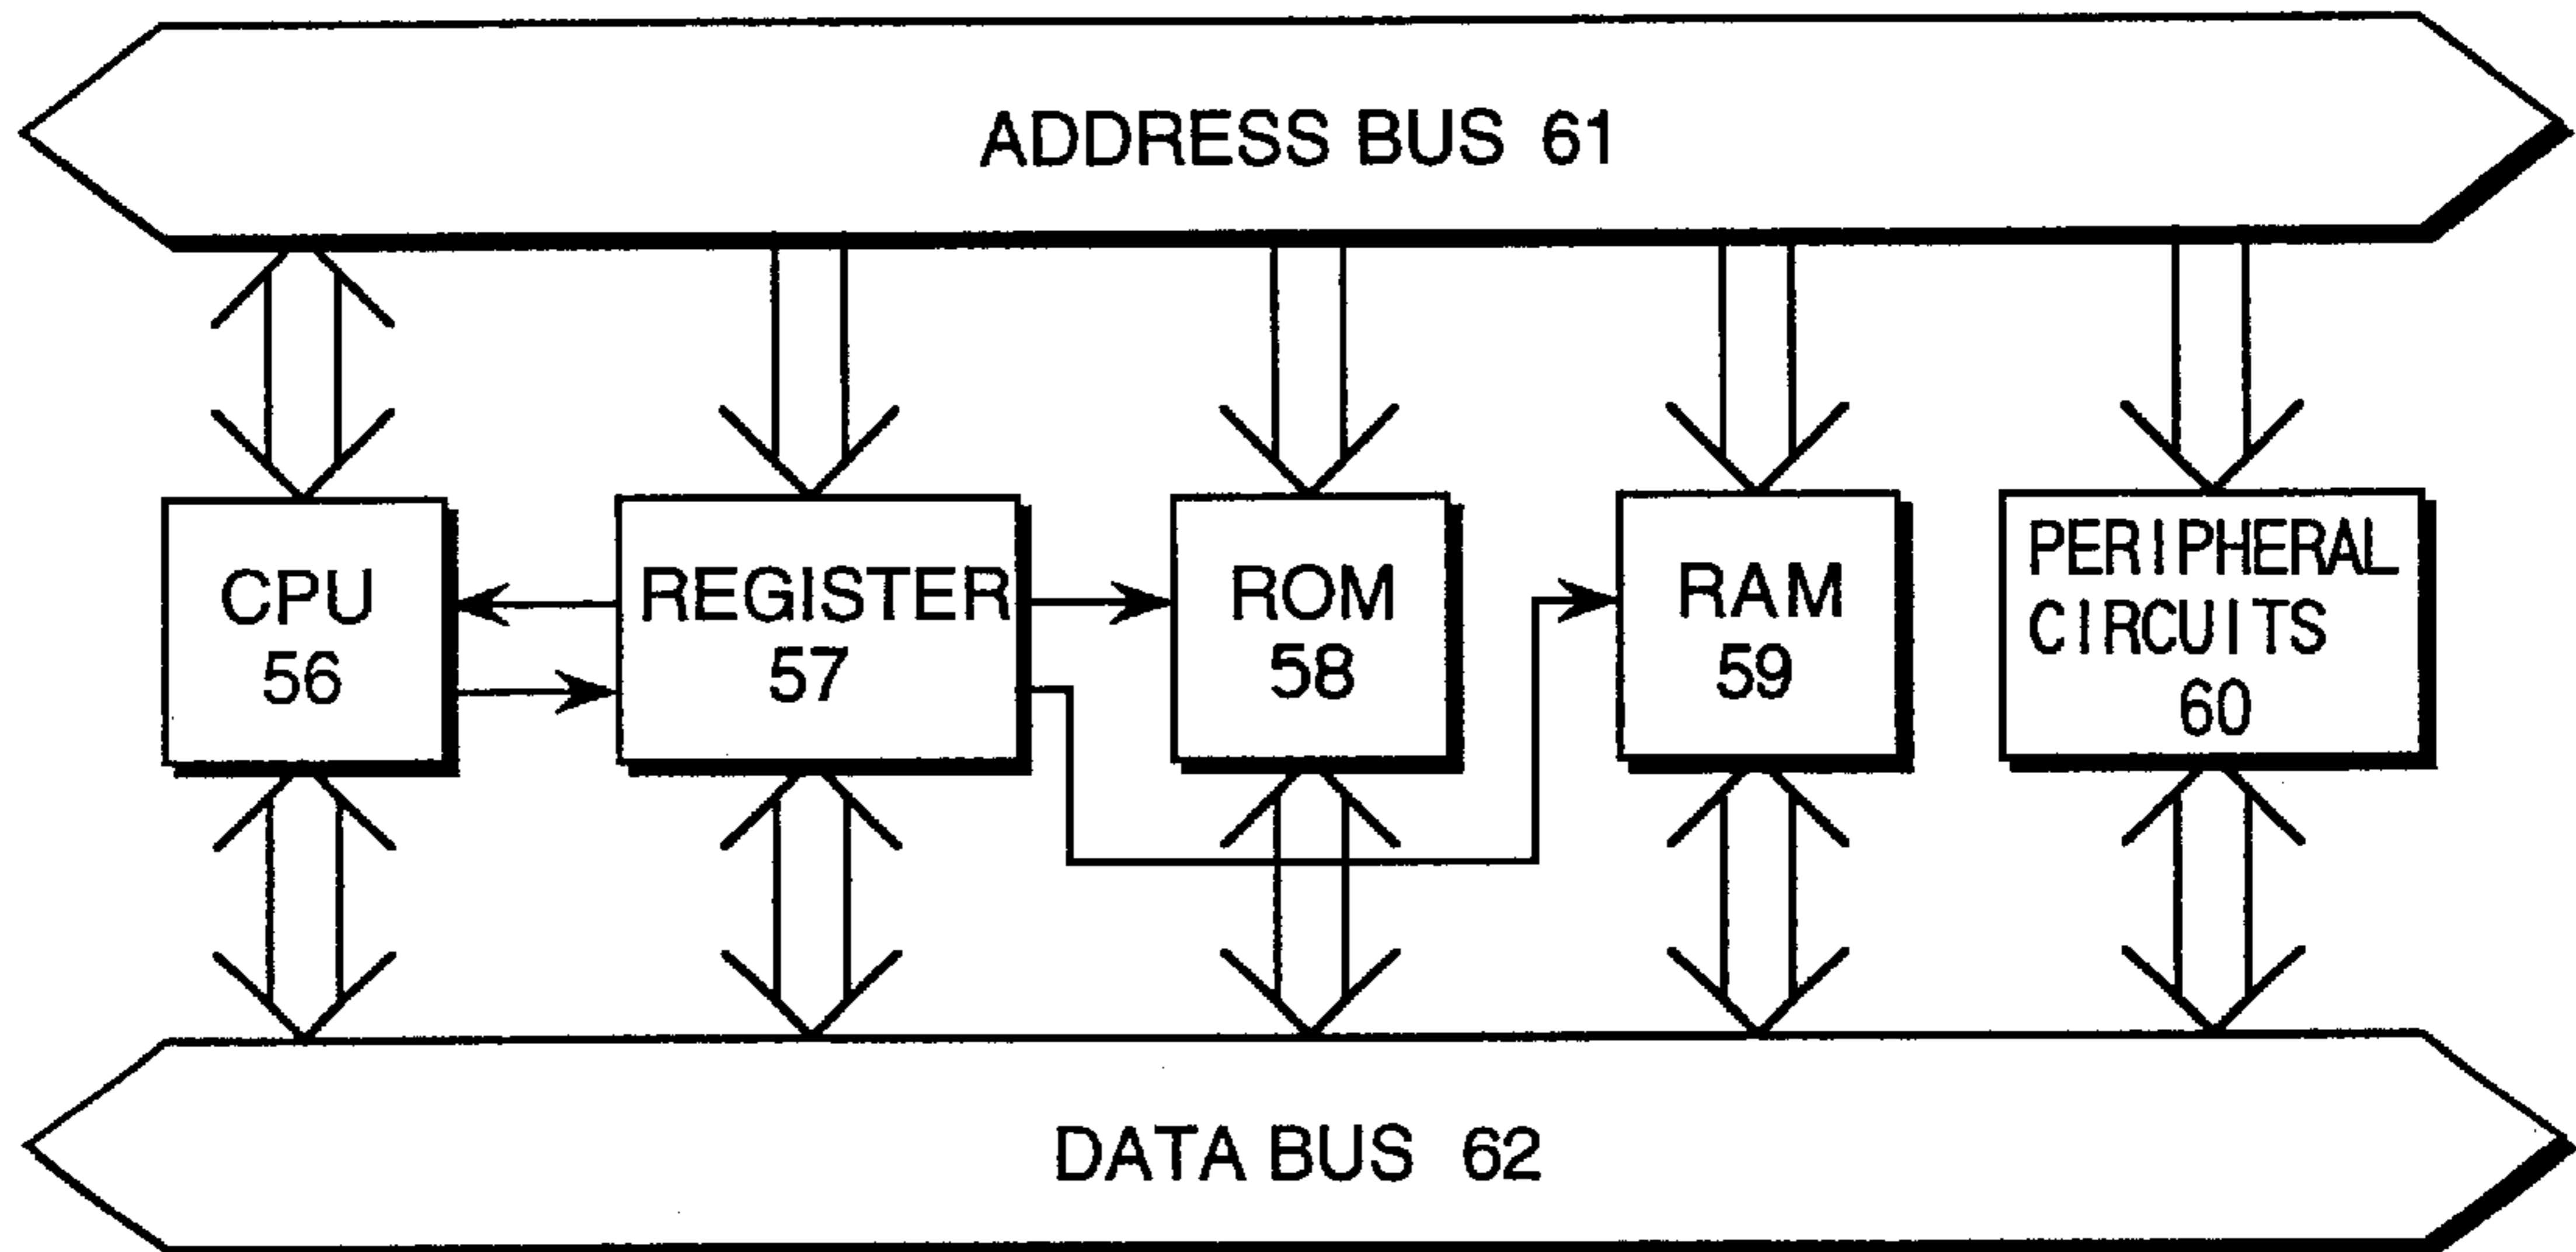 ADDRESS BUS 61
CPU
56
REGISTER
57
ROM
58
RAM
59
PERIPHERAL
CIRCUITS
60
DATA BUS 62